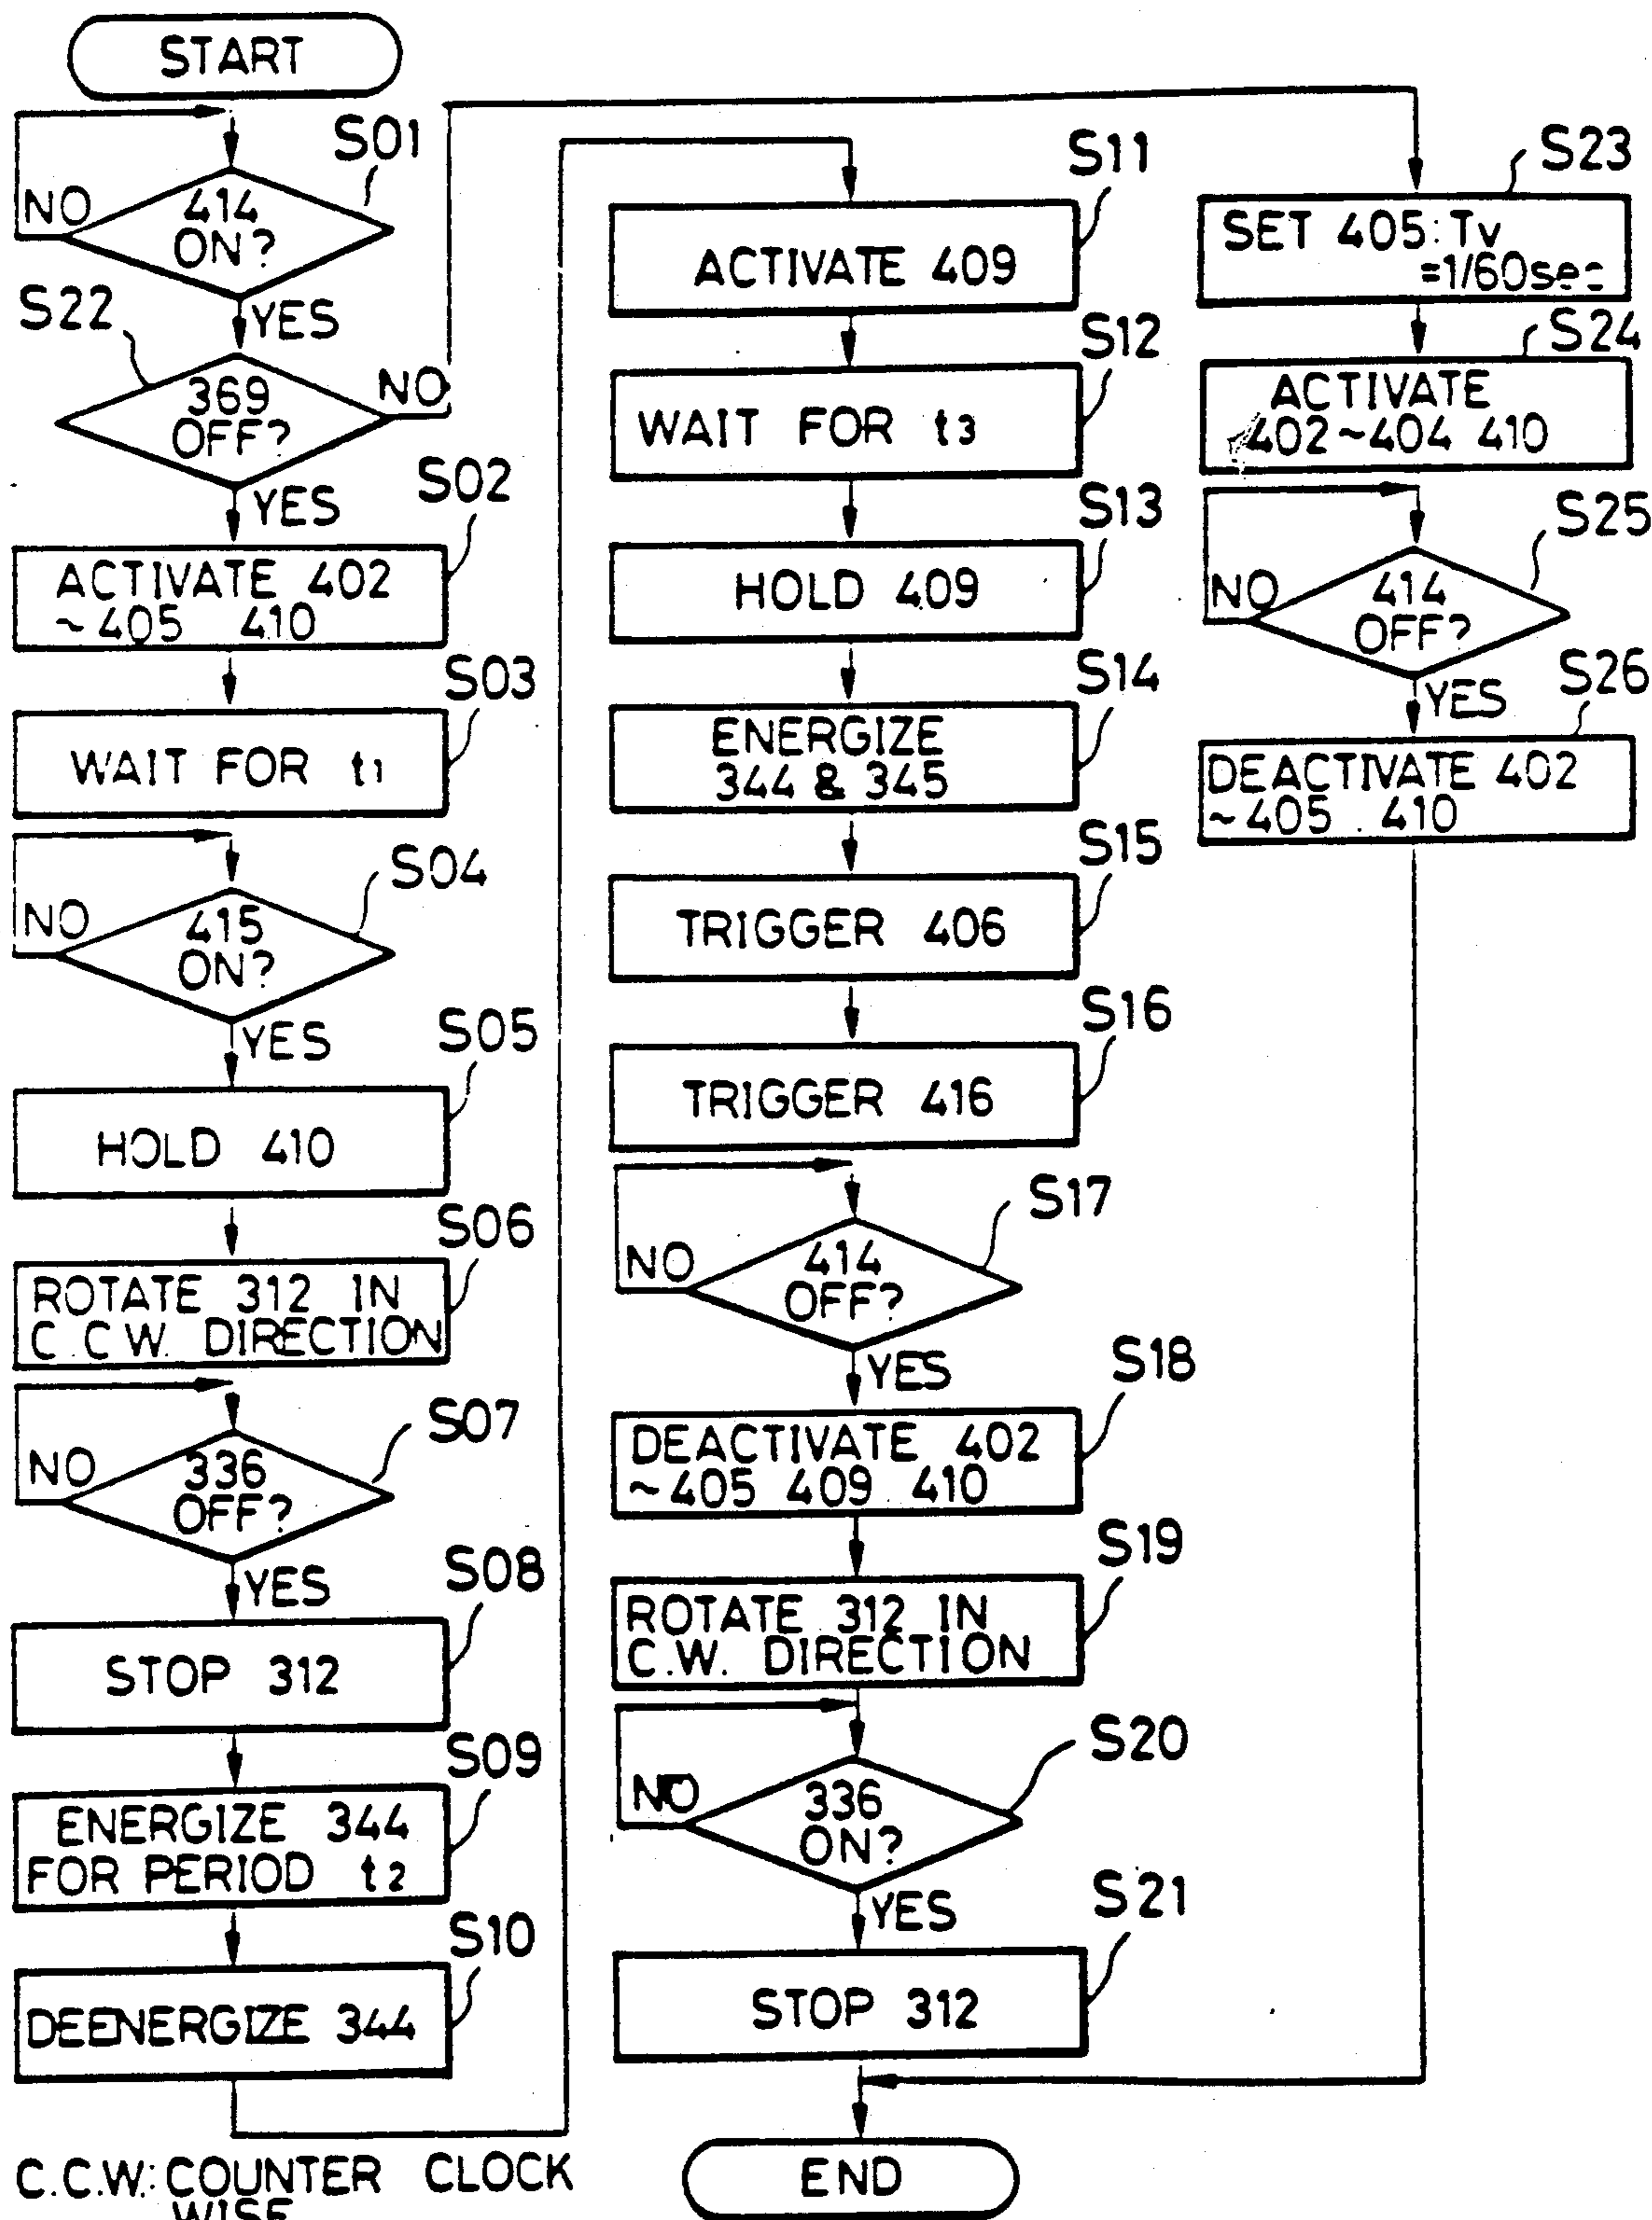 START
S01
NO
414
ON?
YES
S22
369
OFF?
NO
YES
S02
ACTIVATE 402
~405 410
S03
WAIT FOR t1
S04
NO
415
ON?
YES
S05
HOLD 410
S06
ROTATE 312 IN
C.C.W. DIRECTION
S07
NO
336
OFF?
YES
S08
STOP 312
S09
ENERGIZE 344
FOR PERIOD t2
S10
DEENERGIZE 344
C.C.W.: COUNTER CLOCK
WISE
S11
ACTIVATE 409
S12
WAIT FOR t3
S13
HOLD 409
S14
ENERGIZE
344 & 345
S15
TRIGGER 406
S16
TRIGGER 416
S17
NO
414
OFF?
YES
S18
DEACTIVATE 402
~405 409 410
S19
ROTATE 312 IN
C.W. DIRECTION
S20
NO
336
ON?
YES
S21
STOP 312
END
S23
SET 405: Tv
=1/60sec
S24
ACTIVATE
402~404 410
S25
NO
414
OFF?
YES
S26
DEACTIVATE 402
~405 410